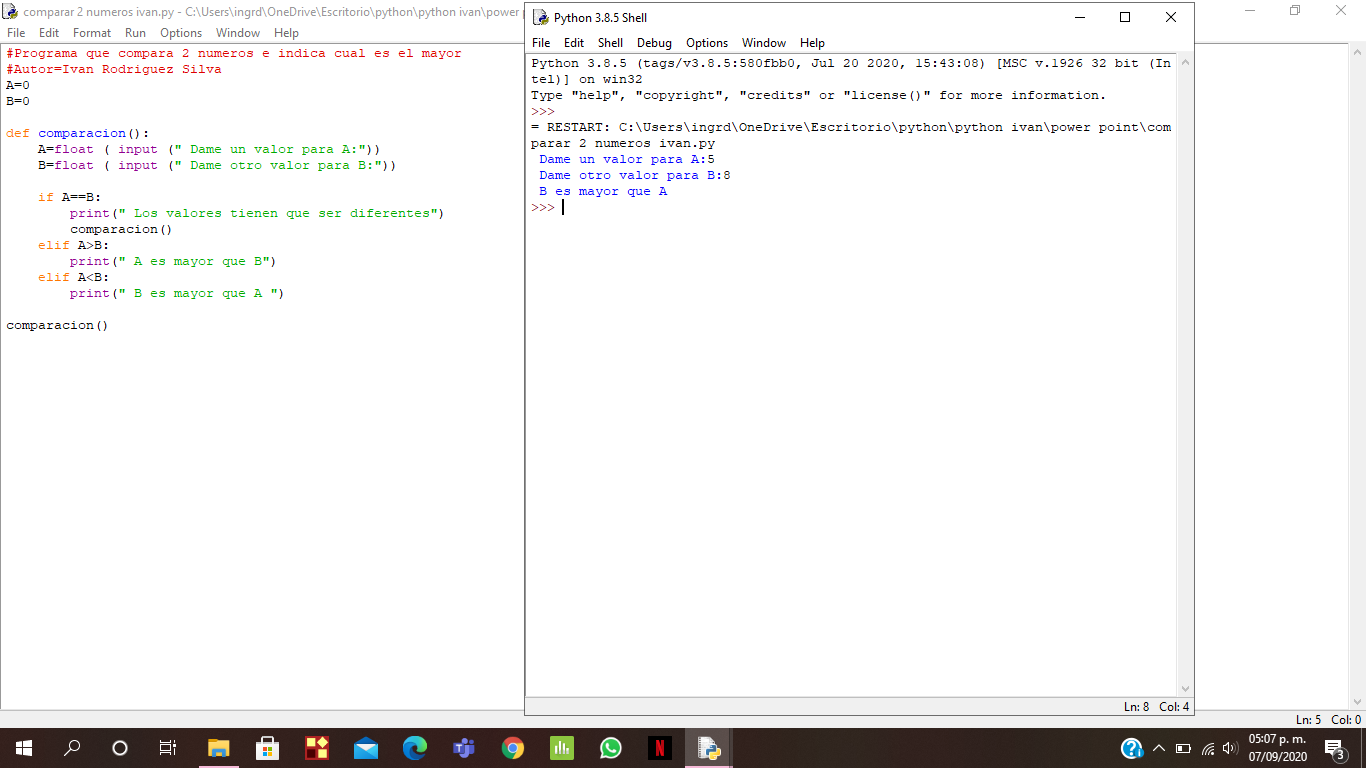 comparar 2 numeros ivan.py - C:\Users\ingrd\OneDrive\Escritorio\python\python ivan\power p
File Edit Format Run Options Window Help
#Programa que compara 2 numeros e indica cual es el mayor
#Autor=Ivan Rodriguez Silva
A=0
B=0
def comparacion():
    A=float ( input (" Dame un valor para A:"))
    B=float ( input (" Dame otro valor para B:"))
    if A==B:
        print(" Los valores tienen que ser diferentes")
        comparacion()
    elif A>B:
        print(" A es mayor que B")
    elif A<B:
        print(" B es mayor que A ")
comparacion()
Python 3.8.5 Shell
File Edit Shell Debug Options Window Help
Python 3.8.5 (tags/v3.8.5:580fbb0, Jul 20 2020, 15:43:08) [MSC v.1926 32 bit (In
tel)] on win32
Type "help", "copyright", "credits" or "license()" for more information.
>>>
= RESTART: C:\Users\ingrd\OneDrive\Escritorio\python\python ivan\power point\com
parar 2 numeros ivan.py
 Dame un valor para A:5
 Dame otro valor para B:8
 B es mayor que A
>>>
Ln: 8 Col: 4
Ln: 5 Col: 0
05:07 p. m.
07/09/2020
3